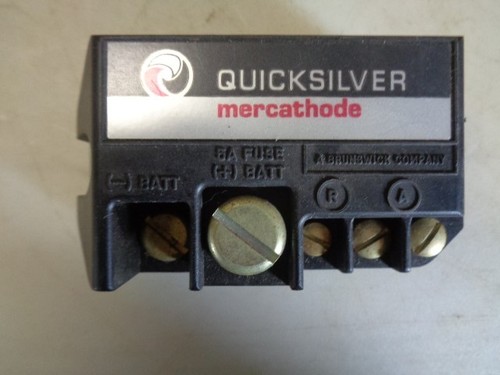 QUICKSILVER
mercathode
5A FUSE
(-) BATT
(+) BATT
A BRUNSWICK COMPANY
R
A